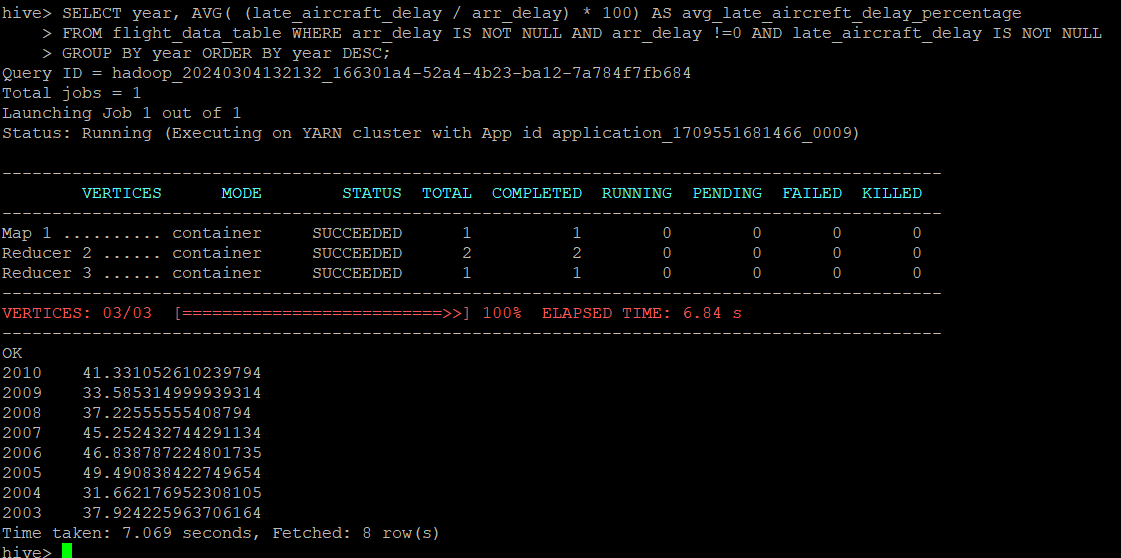 hive> SELECT year, AVG( (late_aircraft_delay / arr_delay) * 100) AS avg_late_aircreft_delay_percentage
    > FROM flight_data_table WHERE arr_delay IS NOT NULL AND arr_delay !=0 AND late_aircraft_delay IS NOT NULL
    > GROUP BY year ORDER BY year DESC;
Query ID = hadoop_20240304132132_166301a4-52a4-4b23-ba12-7a784f7fb684
Total jobs = 1
Launching Job 1 out of 1
Status: Running (Executing on YARN cluster with App id application_1709551681466_0009)
----------------------------------------------------------------------------------------------
        VERTICES      MODE        STATUS  TOTAL  COMPLETED  RUNNING  PENDING  FAILED  KILLED
----------------------------------------------------------------------------------------------
Map 1 .......... container     SUCCEEDED      1          1        0        0       0       0
Reducer 2 ...... container     SUCCEEDED      2          2        0        0       0       0
Reducer 3 ...... container     SUCCEEDED      1          1        0        0       0       0
----------------------------------------------------------------------------------------------
VERTICES: 03/03  [==========================>>] 100%  ELAPSED TIME: 6.84 s
----------------------------------------------------------------------------------------------
OK
2010    41.331052610239794
2009    33.585314999939314
2008    37.22555555408794
2007    45.252432744291134
2006    46.838787224801735
2005    49.490838422749654
2004    31.662176952308105
2003    37.924225963706164
Time taken: 7.069 seconds, Fetched: 8 row(s)
hive>